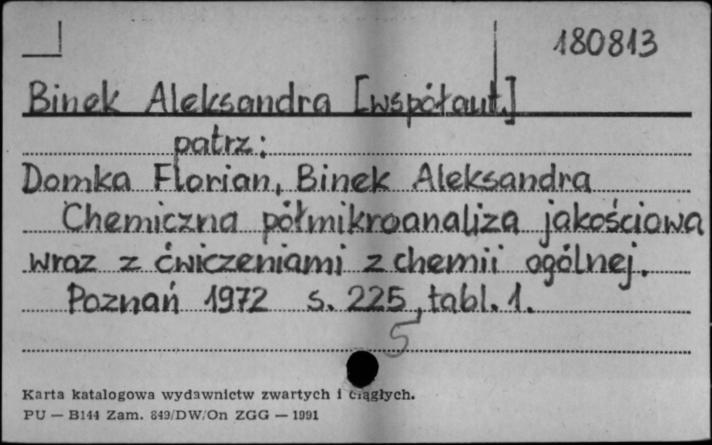 180813
Binek Aleksandra [współaut.]
patrz:
Domka Florian, Binek Aleksandra
Chemiczna półmikroanaliza jakościowa
wraz z ćwiczeniami z chemii ogólnej.
Poznań 1972 s. 225, tabl. 1.
5
Karta katalogowa wydawnictw zwartych i ciągłych.
PU — B144 Zam. 849/DW/On ZGG — 1991